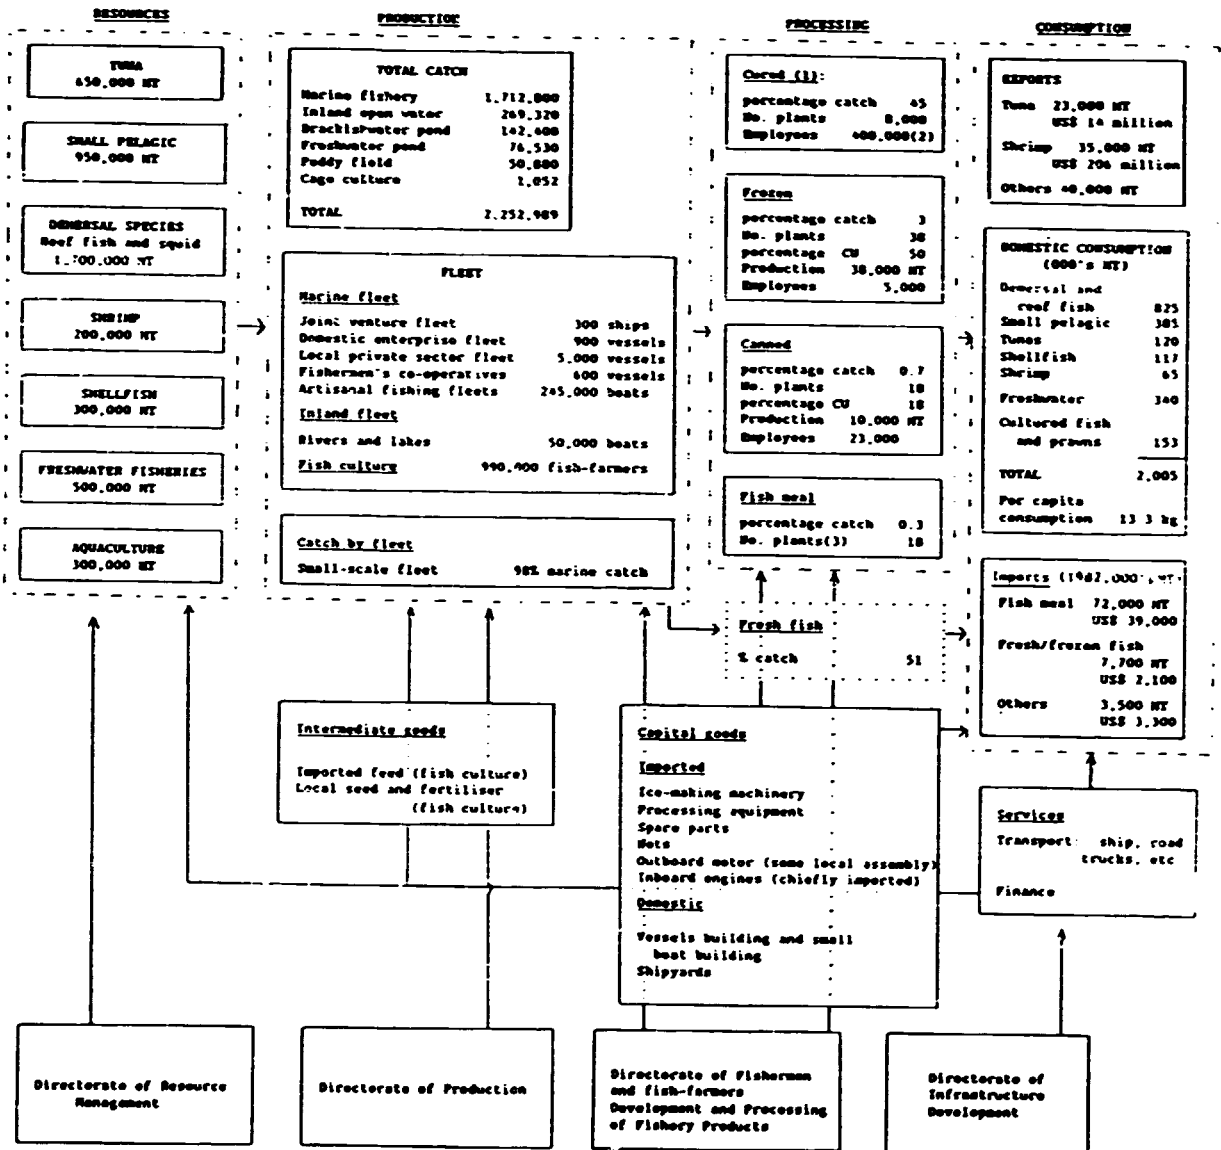 RESOURCES
TUNA
650,000 MT
SMALL PELAGIC
950,000 MT
DEMERSAL SPECIES
Reef fish and squid
MT
SHRIMP
200,000 MT
SHELLFISH
300,000 MT
FRESHWATER FISHERIES
500,000 MT
AQUACULTURE
300,000 MT
PRODUCTION
TOTAL CATCH
Marine fishery 1,712,800
Inland open water 269,320
Brackishwater pond 142,400
Freshwater pond 76,530
Paddy field 50,800
Cage culture 1,052
TOTAL 2,252,989
FLEET
Marine fleet
Joint venture fleet 300 ships
Domestic enterprise fleet 900 vessels
Local private sector fleet 5,000 vessels
Fishermen's co-operatives 600 vessels
Artisanal fishing fleets 245,000 boats
Inland fleet
Rivers and lakes 50,000 boats
Fish culture fish-farmers
Catch by fleet
Small-scale fleet 98% marine catch
PROCESSING
Cured (1):
percentage catch 45
No. plants 8,000
Employees 400,000(2)
Frozen
percentage catch 3
No. plants 38
percentage CU 50
Production 38,000 MT
Employees 5,000
Canned
percentage catch 0.7
No. plants 18
percentage CU 18
Production 10,000 MT
Employees 23,000
Fish meal
percentage catch 0.3
No. plants(3) 18
Fresh fish
% catch 51
CONSUMPTION
EXPORTS
Tuna 23,000 MT
US$ 14 million
Shrimp 35,000 MT
US$ 206 million
Others 40,000 MT
DOMESTIC CONSUMPTION
(000's MT)
Demersal and
reef fish 825
Small pelagic 385
Tunas 120
Shellfish 117
Shrimp 65
Freshwater 340
Cultured fish
and prawns 153
TOTAL 2,005
Per capita
consumption 13 3 kg
Imports (1982,000's MT)
Fish meal 72,000 MT
US$ 39,000
Fresh/frozen fish
7,700 MT
US$ 2,100
Others 3,500 MT
US$ 3,300
Intermediate goods
Imported feed (fish culture)
Local seed and fertiliser
(fish culture)
Capital goods
Imported
Ice-making machinery
Processing equipment
Spare parts
Nets
Outboard motor (some local assembly)
Inboard engines (chiefly imported)
Domestic
Vessels building and small
boat building
Shipyards
Services
Transport: ship, road
trucks, etc
Finance
Directorate of Resource
Management
Directorate of Production
Directorate of Fisherman
and fish-farmers
Development and Processing
of Fishery Products
Directorate of
Infrastructure
Development